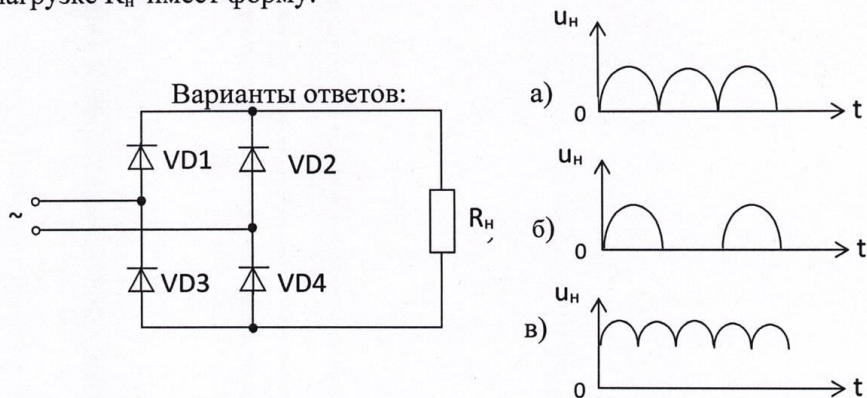 нагрузке Rн имеет форму:
Варианты ответов:
VD1
VD2
VD3
VD4
~
Rн
,
а)
uн
0
t
б)
uн
0
t
в)
uн
0
t